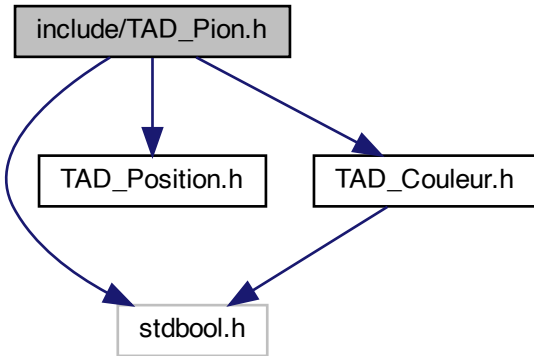 include/TAD_Pion.h
TAD_Position.h
TAD_Couleur.h
stdbool.h